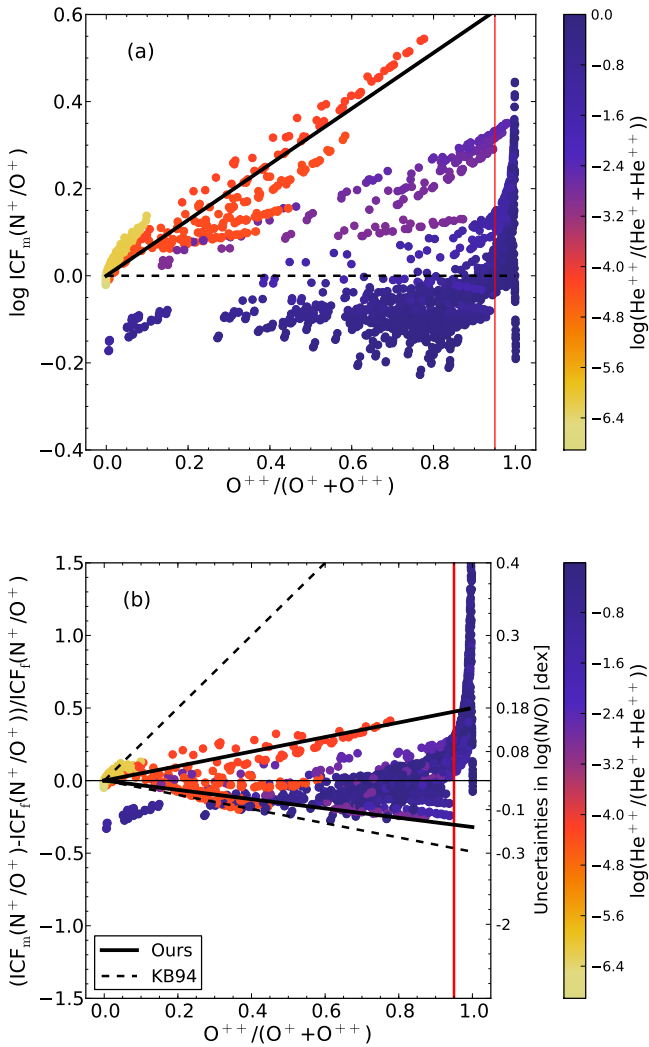 (a)
0.6
0.4
0.2
0.0
−0.2
−0.4
log ICF_m(N⁺/O⁺)
0.0 0.2 0.4 0.6 0.8 1.0
O⁺⁺/(O⁺+O⁺⁺)
0.0
−0.8
−1.6
−2.4
−3.2
−4.0
−4.8
−5.6
−6.4
log(He⁺⁺/(He⁺+He⁺⁺))
(b)
1.5
1.0
0.5
0.0
−0.5
−1.0
−1.5
(ICF_m(N⁺/O⁺)-ICF_f(N⁺/O⁺))/ICF_f(N⁺/O⁺)
Ours
KB94
0.0 0.2 0.4 0.6 0.8 1.0
O⁺⁺/(O⁺+O⁺⁺)
0.4
0.3
0.18
0.08
-0.1
-0.3
-2
Uncertainties in log(N/O) [dex]
−0.8
−1.6
−2.4
−3.2
−4.0
−4.8
−5.6
−6.4
log(He⁺⁺/(He⁺+He⁺⁺))